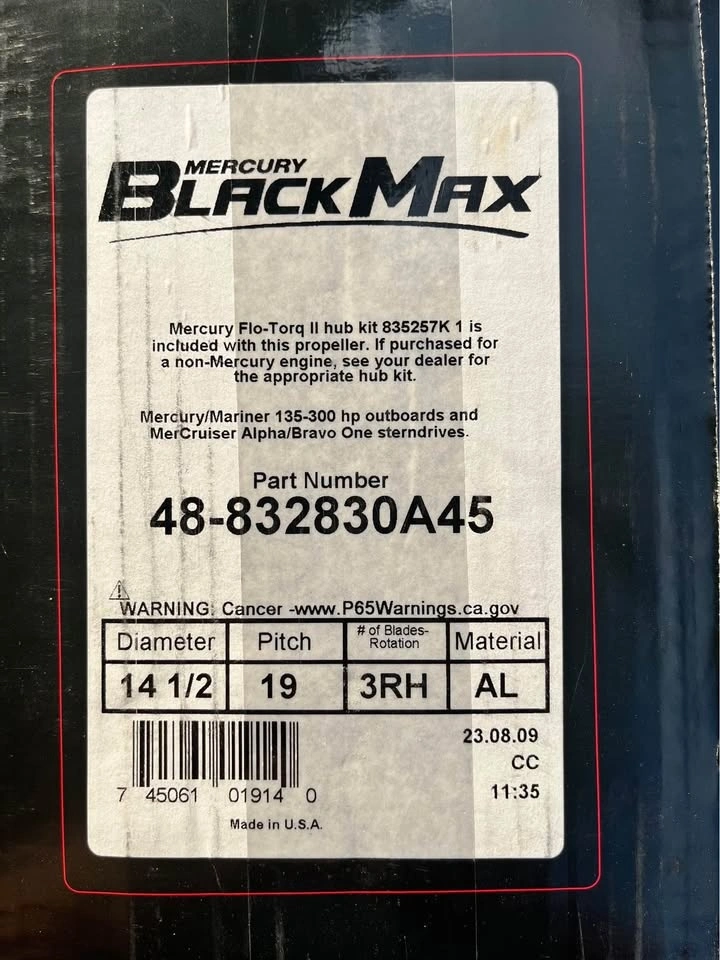 MERCURY
BLACKMAX
Mercury Flo-Torq II hub kit 835257K 1 is
included with this propeller. If purchased for
a non-Mercury engine, see your dealer for
the appropriate hub kit.
Mercury/Mariner 135-300 hp outboards and
MerCruiser Alpha/Bravo One sterndrives.
Part Number
48-832830A45
WARNING: Cancer -www.P65Warnings.ca.gov
Diameter Pitch # of Blades- Material
Rotation
14 1/2 19 3RH AL
23.08.09
CC
7 45061 01914 0 11:35
Made in U.S.A.